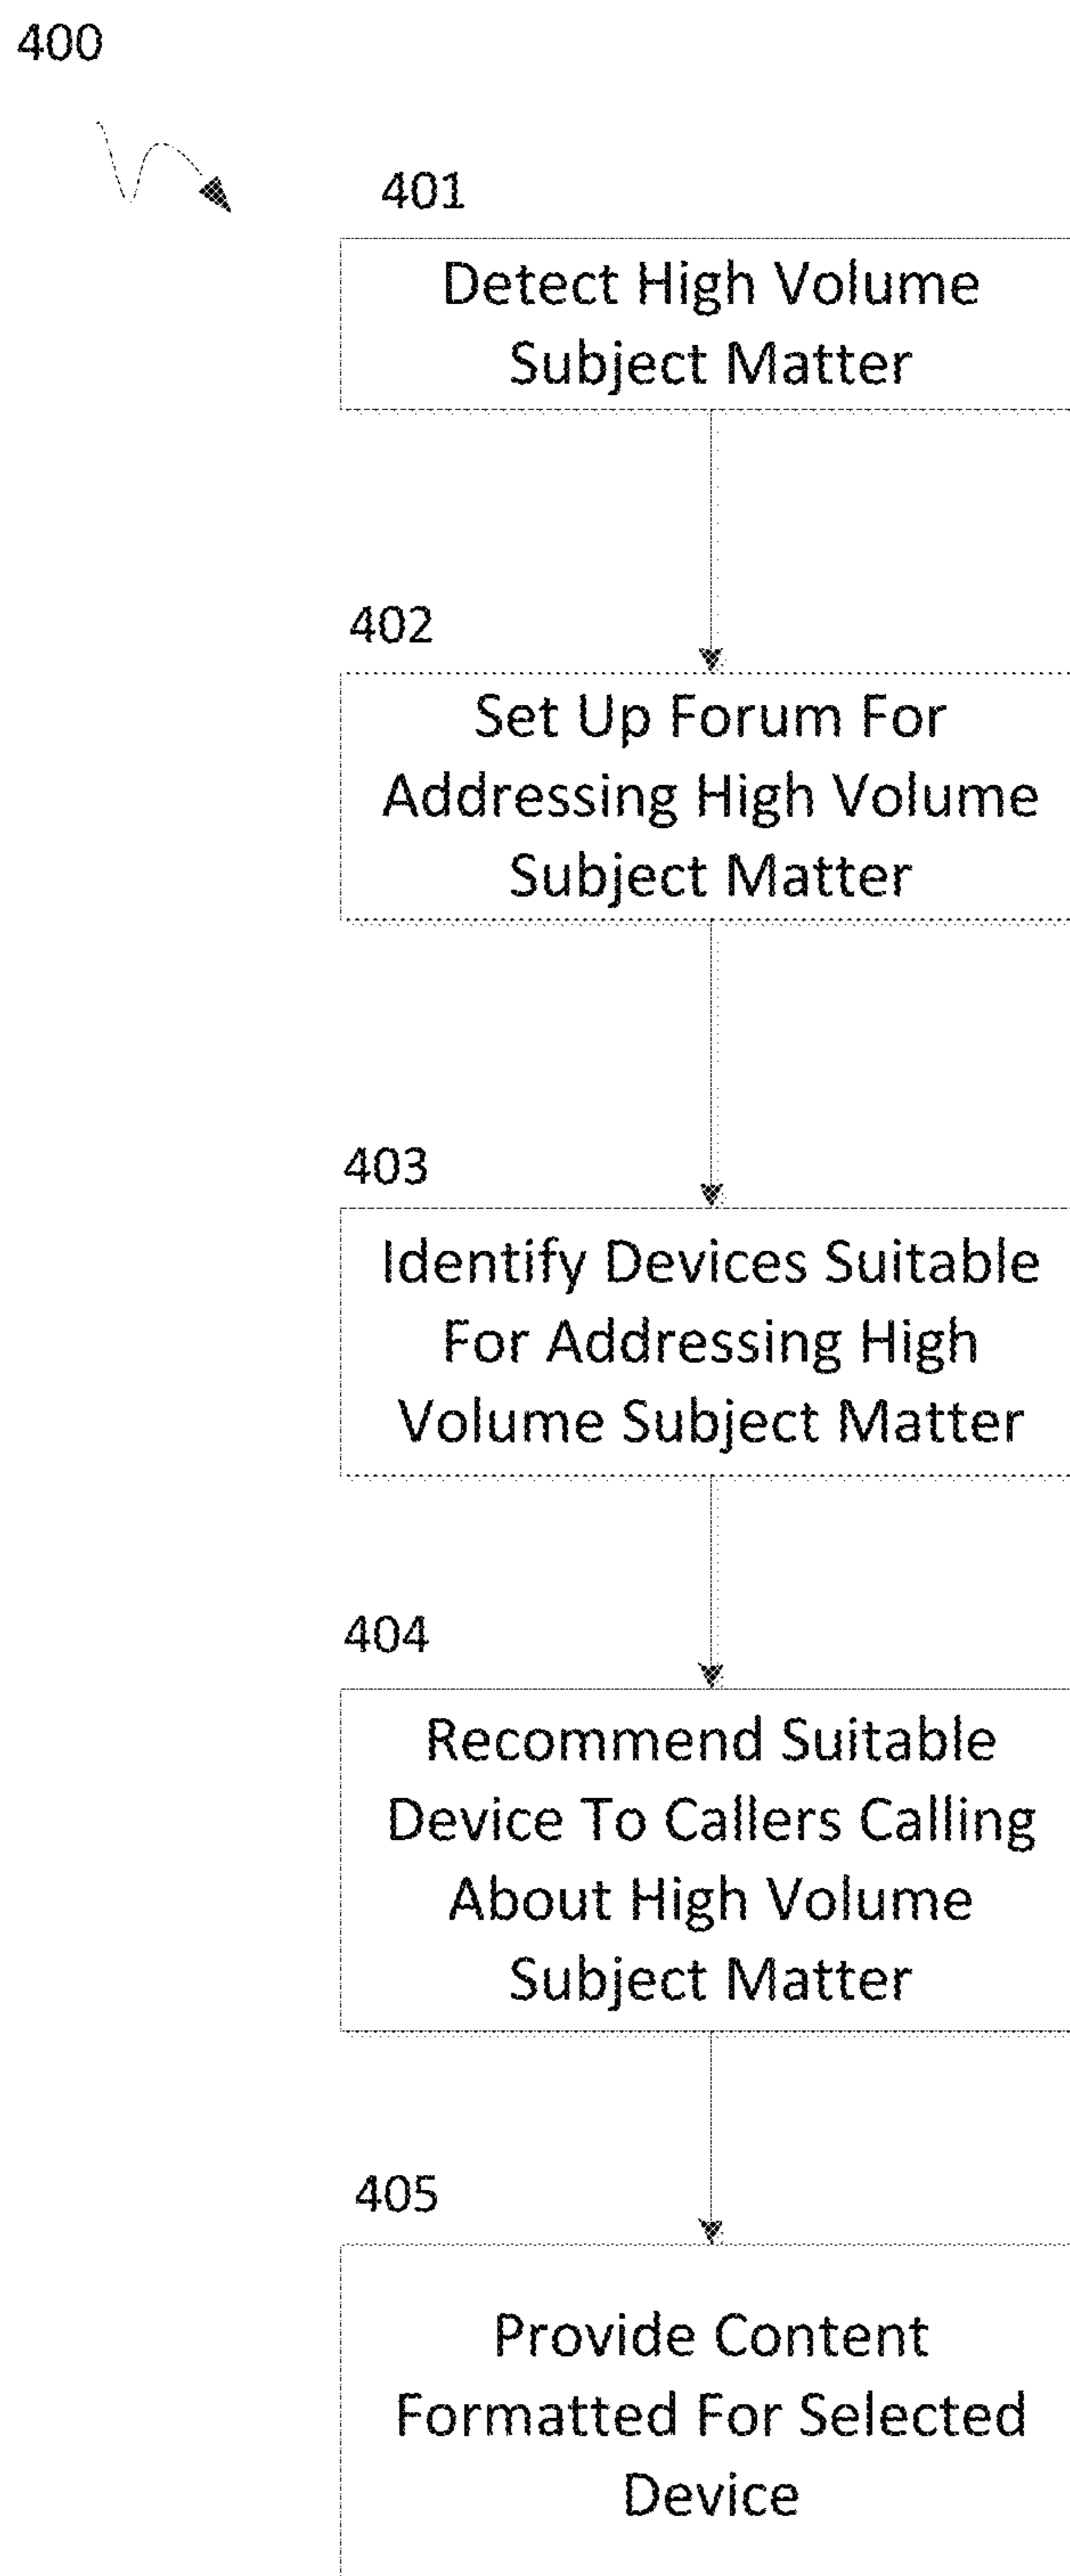 400
401
Detect High Volume
Subject Matter
402
Set Up Forum For
Addressing High Volume
Subject Matter
403
Identify Devices Suitable
For Addressing High
Volume Subject Matter
404
Recommend Suitable
Device To Callers Calling
About High Volume
Subject Matter
405
Provide Content
Formatted For Selected
Device